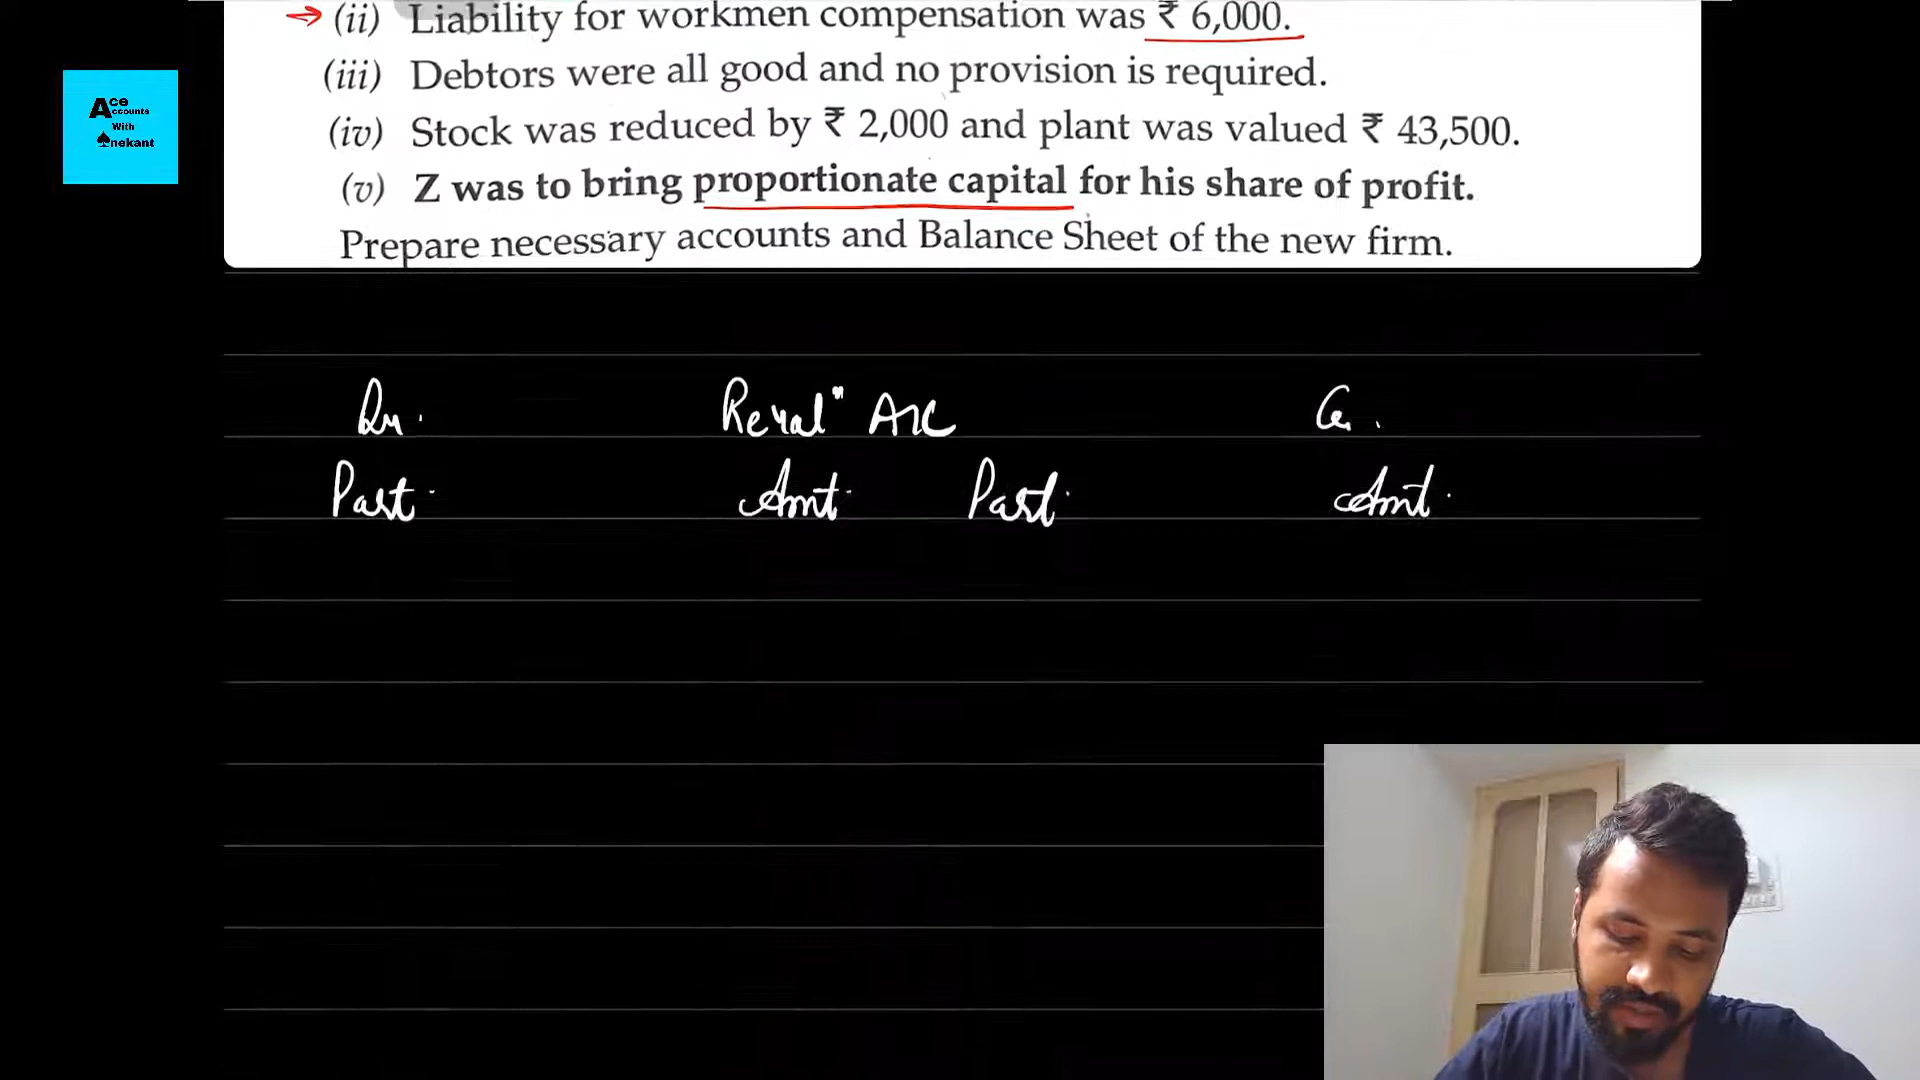 (ii) Liability for workmen compensation was ₹ 6,000.
(iii) Debtors were all good and no provision is required.
(iv) Stock was reduced by ₹ 2,000 and plant was valued ₹ 43,500.
(v) Z was to bring proportionate capital for his share of profit.
Prepare necessary accounts and Balance Sheet of the new firm.
Ace
Accounts
With
Anekant
Dr. Reval" A/C Cr.
Part. Amt. Part. Amt.